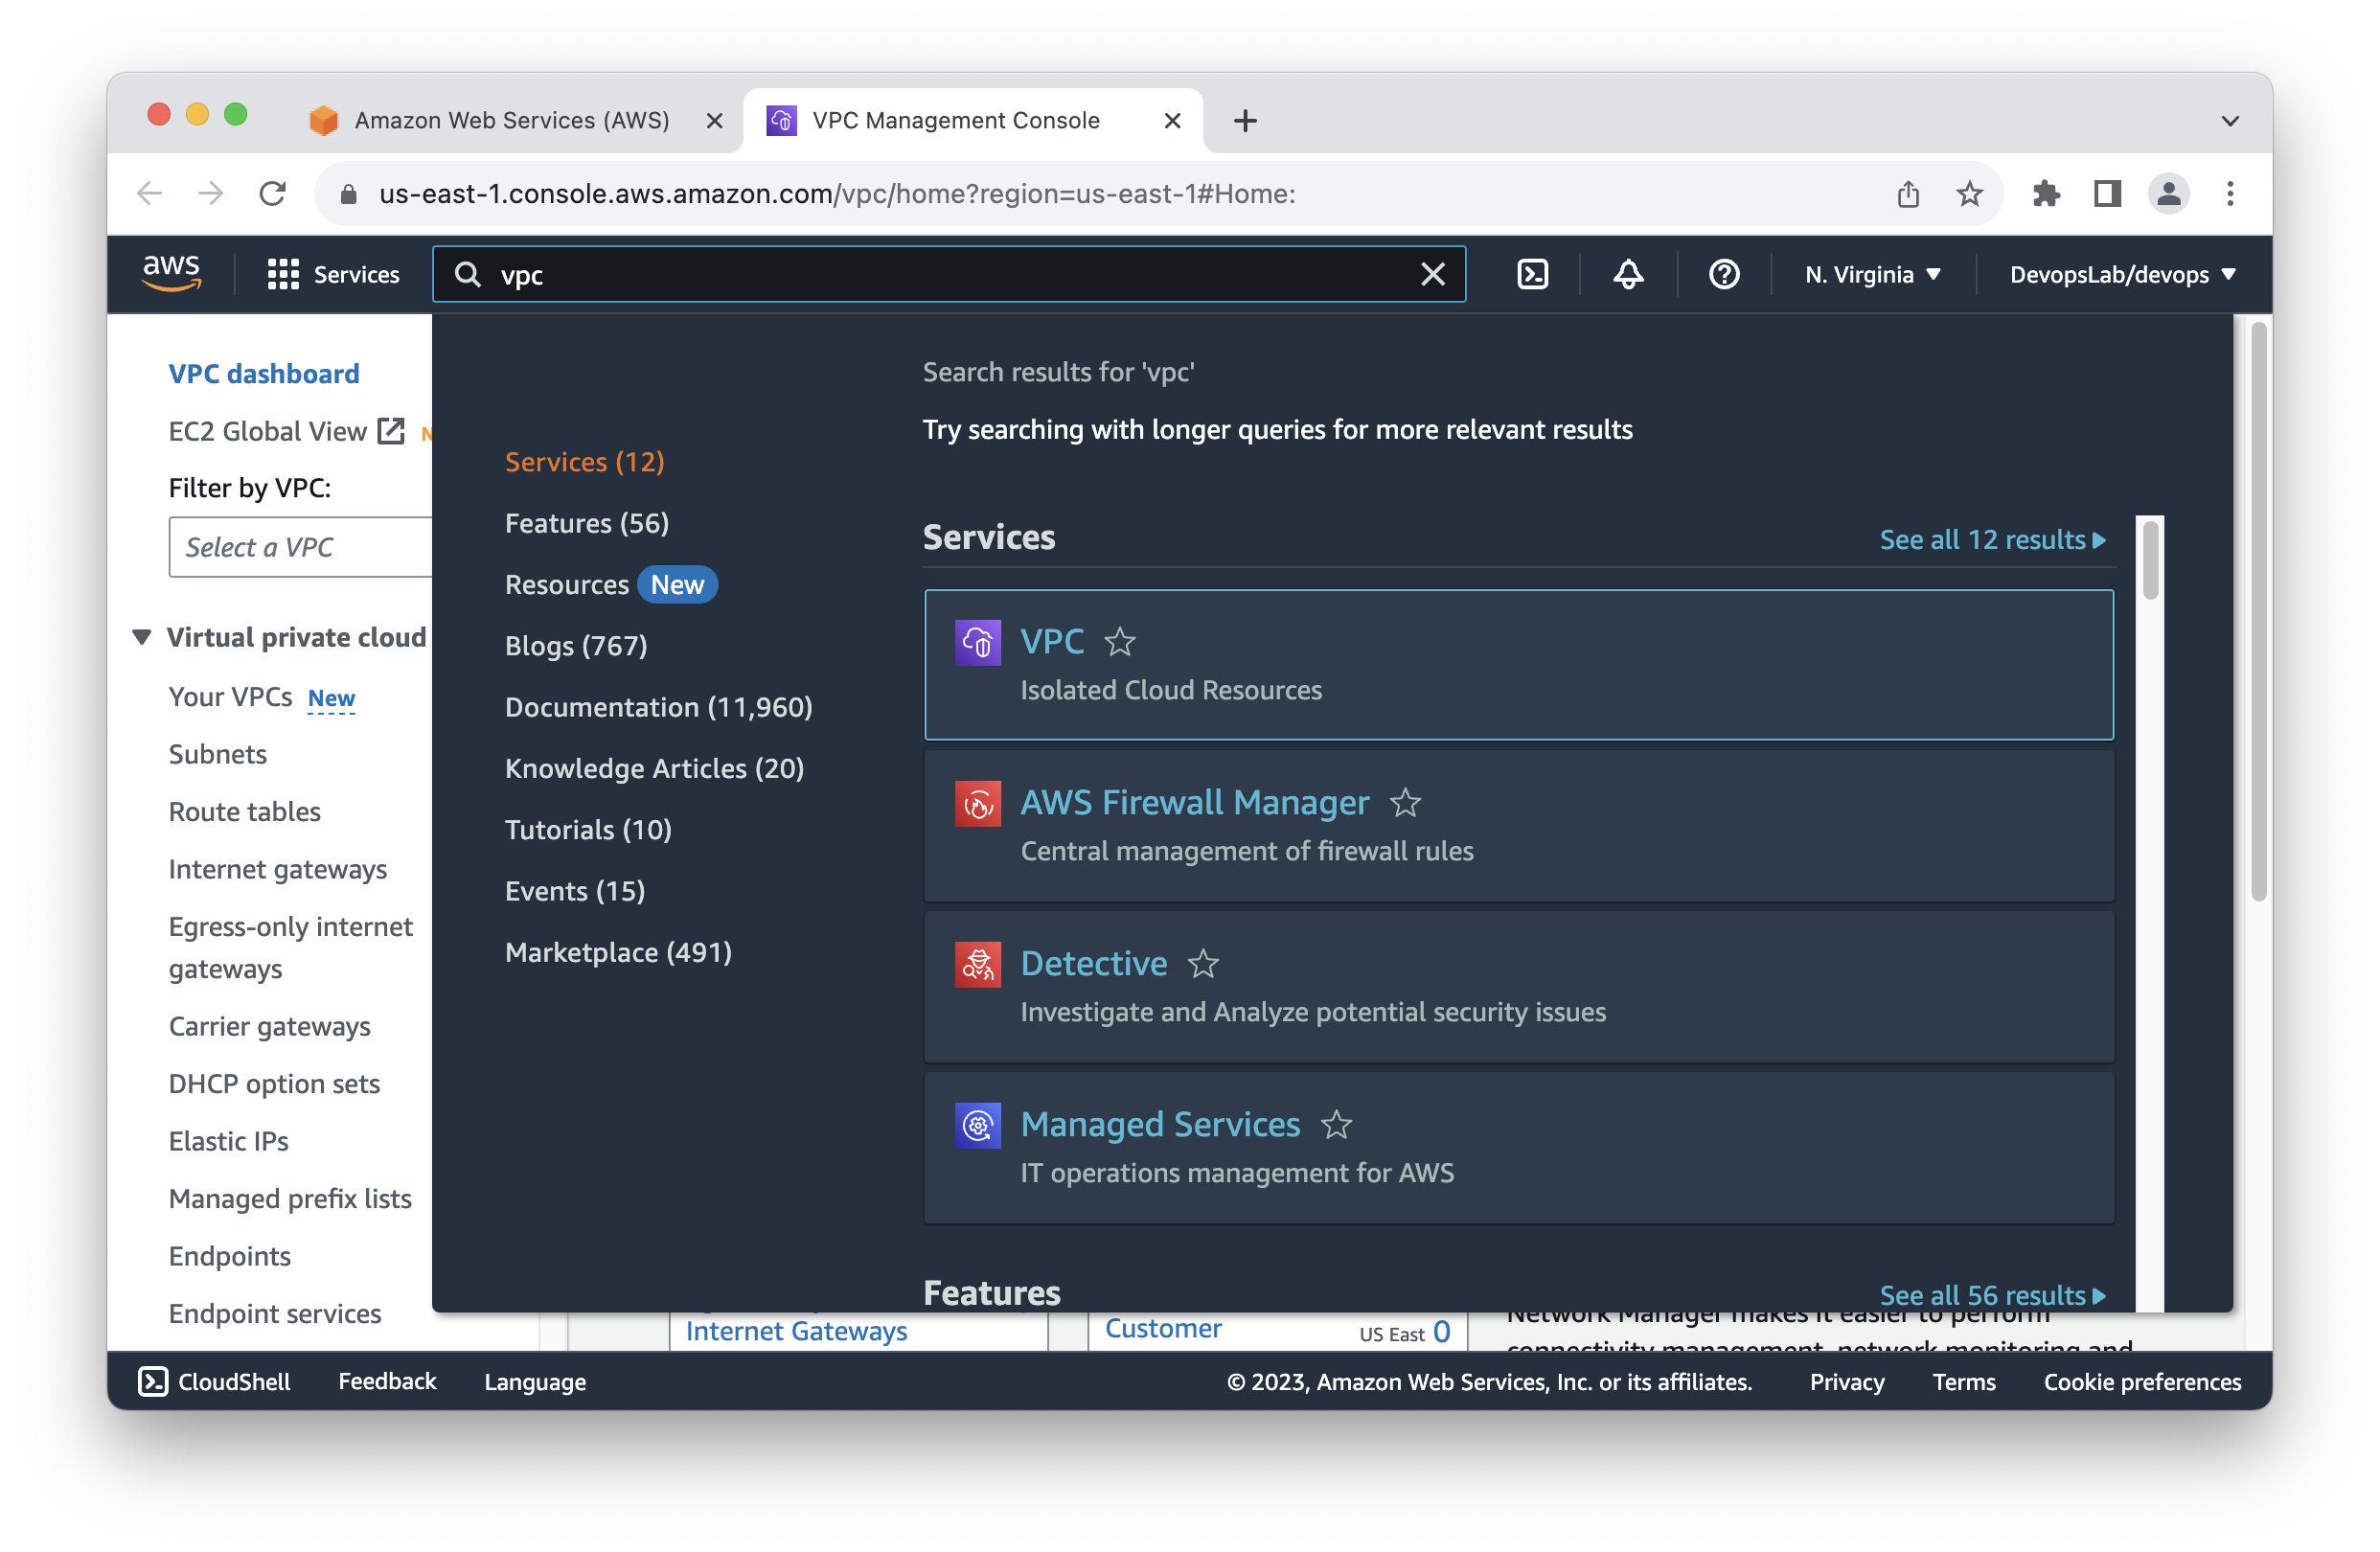 Amazon Web Services (AWS)
VPC Management Console
us-east-1.console.aws.amazon.com/vpc/home?region=us-east-1#Home:
aws
Services
vpc
N. Virginia
DevopsLab/devops
VPC dashboard
EC2 Global View
Filter by VPC:
Select a VPC
Virtual private cloud
Your VPCs New
Subnets
Route tables
Internet gateways
Egress-only internet
gateways
Carrier gateways
DHCP option sets
Elastic IPs
Managed prefix lists
Endpoints
Endpoint services
Services (12)
Features (56)
Resources New
Blogs (767)
Documentation (11,960)
Knowledge Articles (20)
Tutorials (10)
Events (15)
Marketplace (491)
Search results for 'vpc'
Try searching with longer queries for more relevant results
Services
See all 12 results
VPC
Isolated Cloud Resources
AWS Firewall Manager
Central management of firewall rules
Detective
Investigate and Analyze potential security issues
Managed Services
IT operations management for AWS
Features
See all 56 results
Internet Gateways
Customer
US East 0
Network Manager makes it easier to perform
connectivity management, network monitoring and
CloudShell
Feedback
Language
© 2023, Amazon Web Services, Inc. or its affiliates.
Privacy
Terms
Cookie preferences